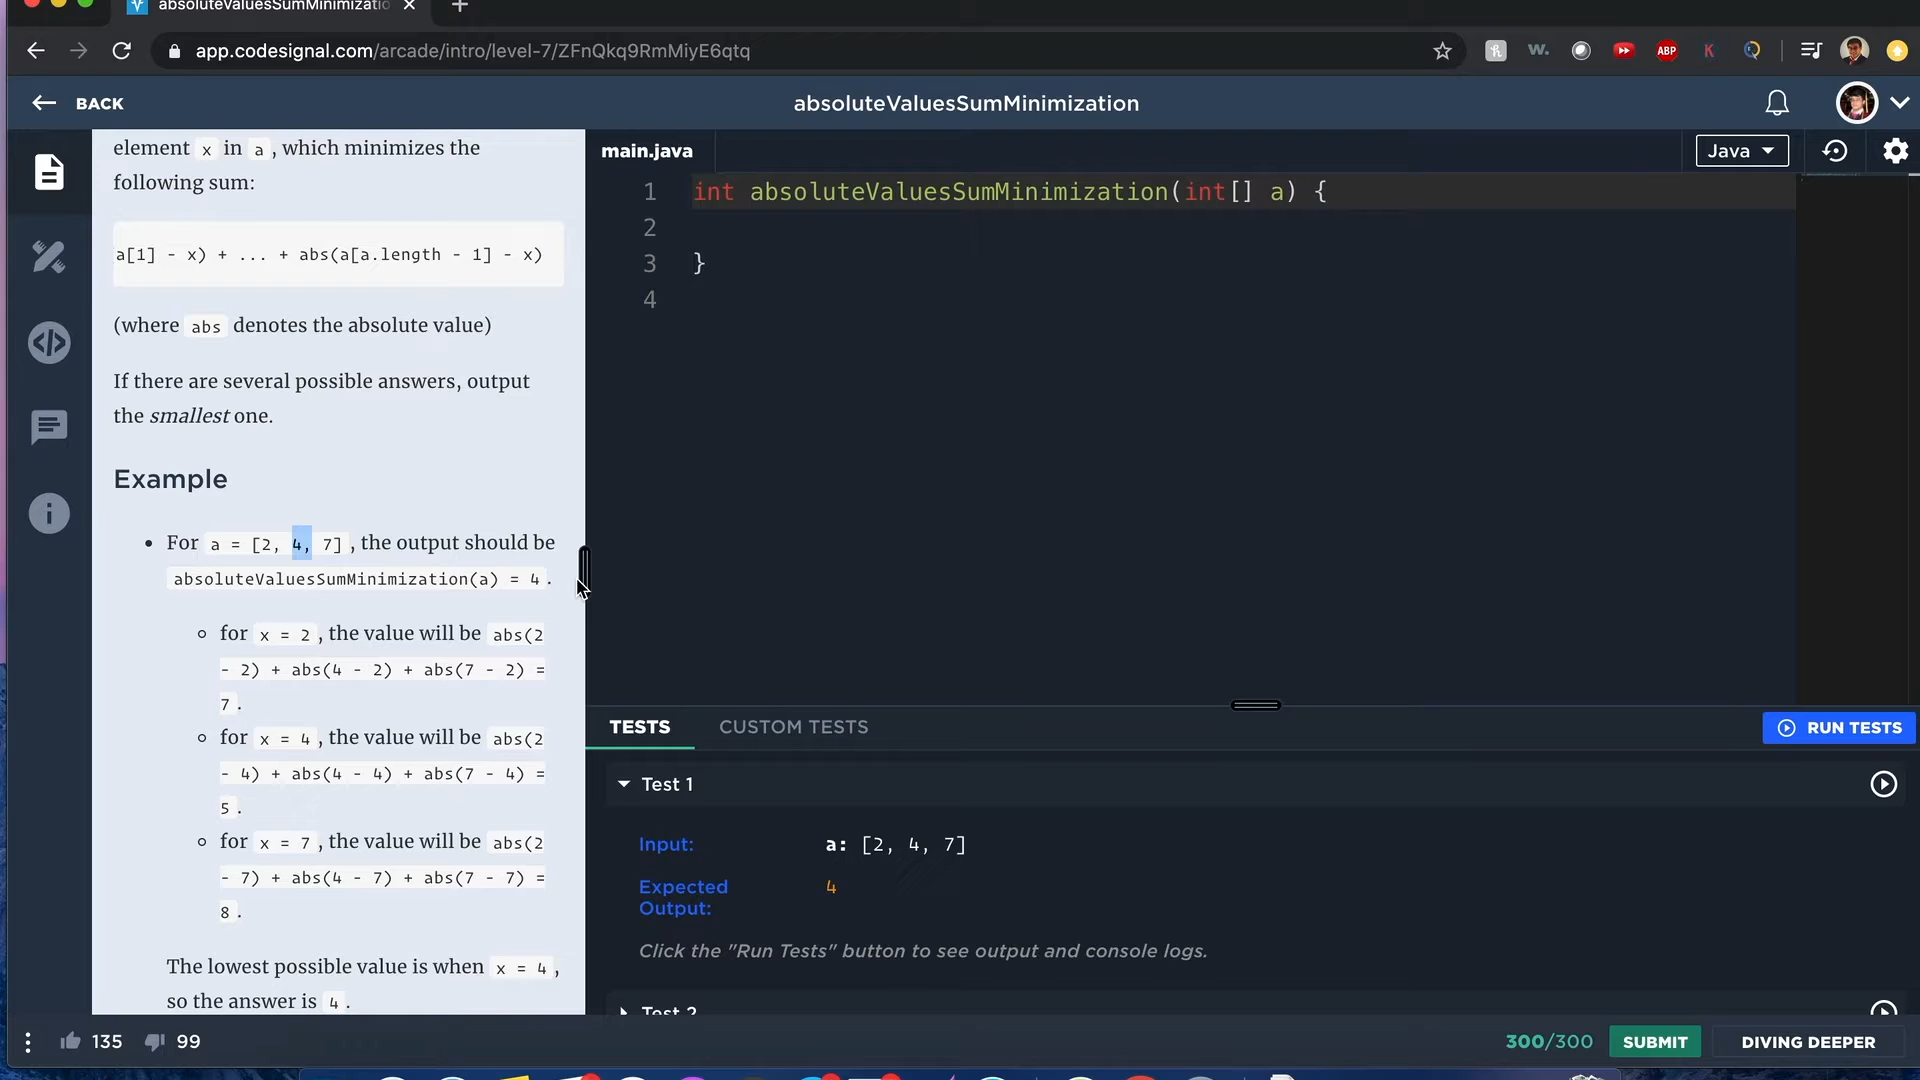 absoluteValuesSumMinimizatio
app.codesignal.com/arcade/intro/level-7/ZFnQkq9RmMiyE6qtq
w.
ABP
K
BACK
absoluteValuesSumMinimization
element x in a, which minimizes the
following sum:
a[1] - x) + ... + abs(a[a.length - 1] - x)
(where abs denotes the absolute value)
If there are several possible answers, output
the smallest one.
Example
• For a = [2, 4, 7], the output should be
absoluteValuesSumMinimization(a) = 4.
for x = 2, the value will be abs(2
- 2) + abs(4 - 2) + abs(7 - 2) =
7.
for x = 4, the value will be abs(2
- 4) + abs(4 - 4) + abs(7 - 4) =
5.
for x = 7, the value will be abs(2
- 7) + abs(4 - 7) + abs(7 - 7) =
8.
The lowest possible value is when x = 4,
so the answer is 4.
main.java
Java
1 int absoluteValuesSumMinimization(int[] a) {
2
3 }
4
TESTS
CUSTOM TESTS
RUN TESTS
Test 1
Input: a: [2, 4, 7]
Expected 4
Output:
Click the "Run Tests" button to see output and console logs.
Test 2
135
99
300/300
SUBMIT
DIVING DEEPER